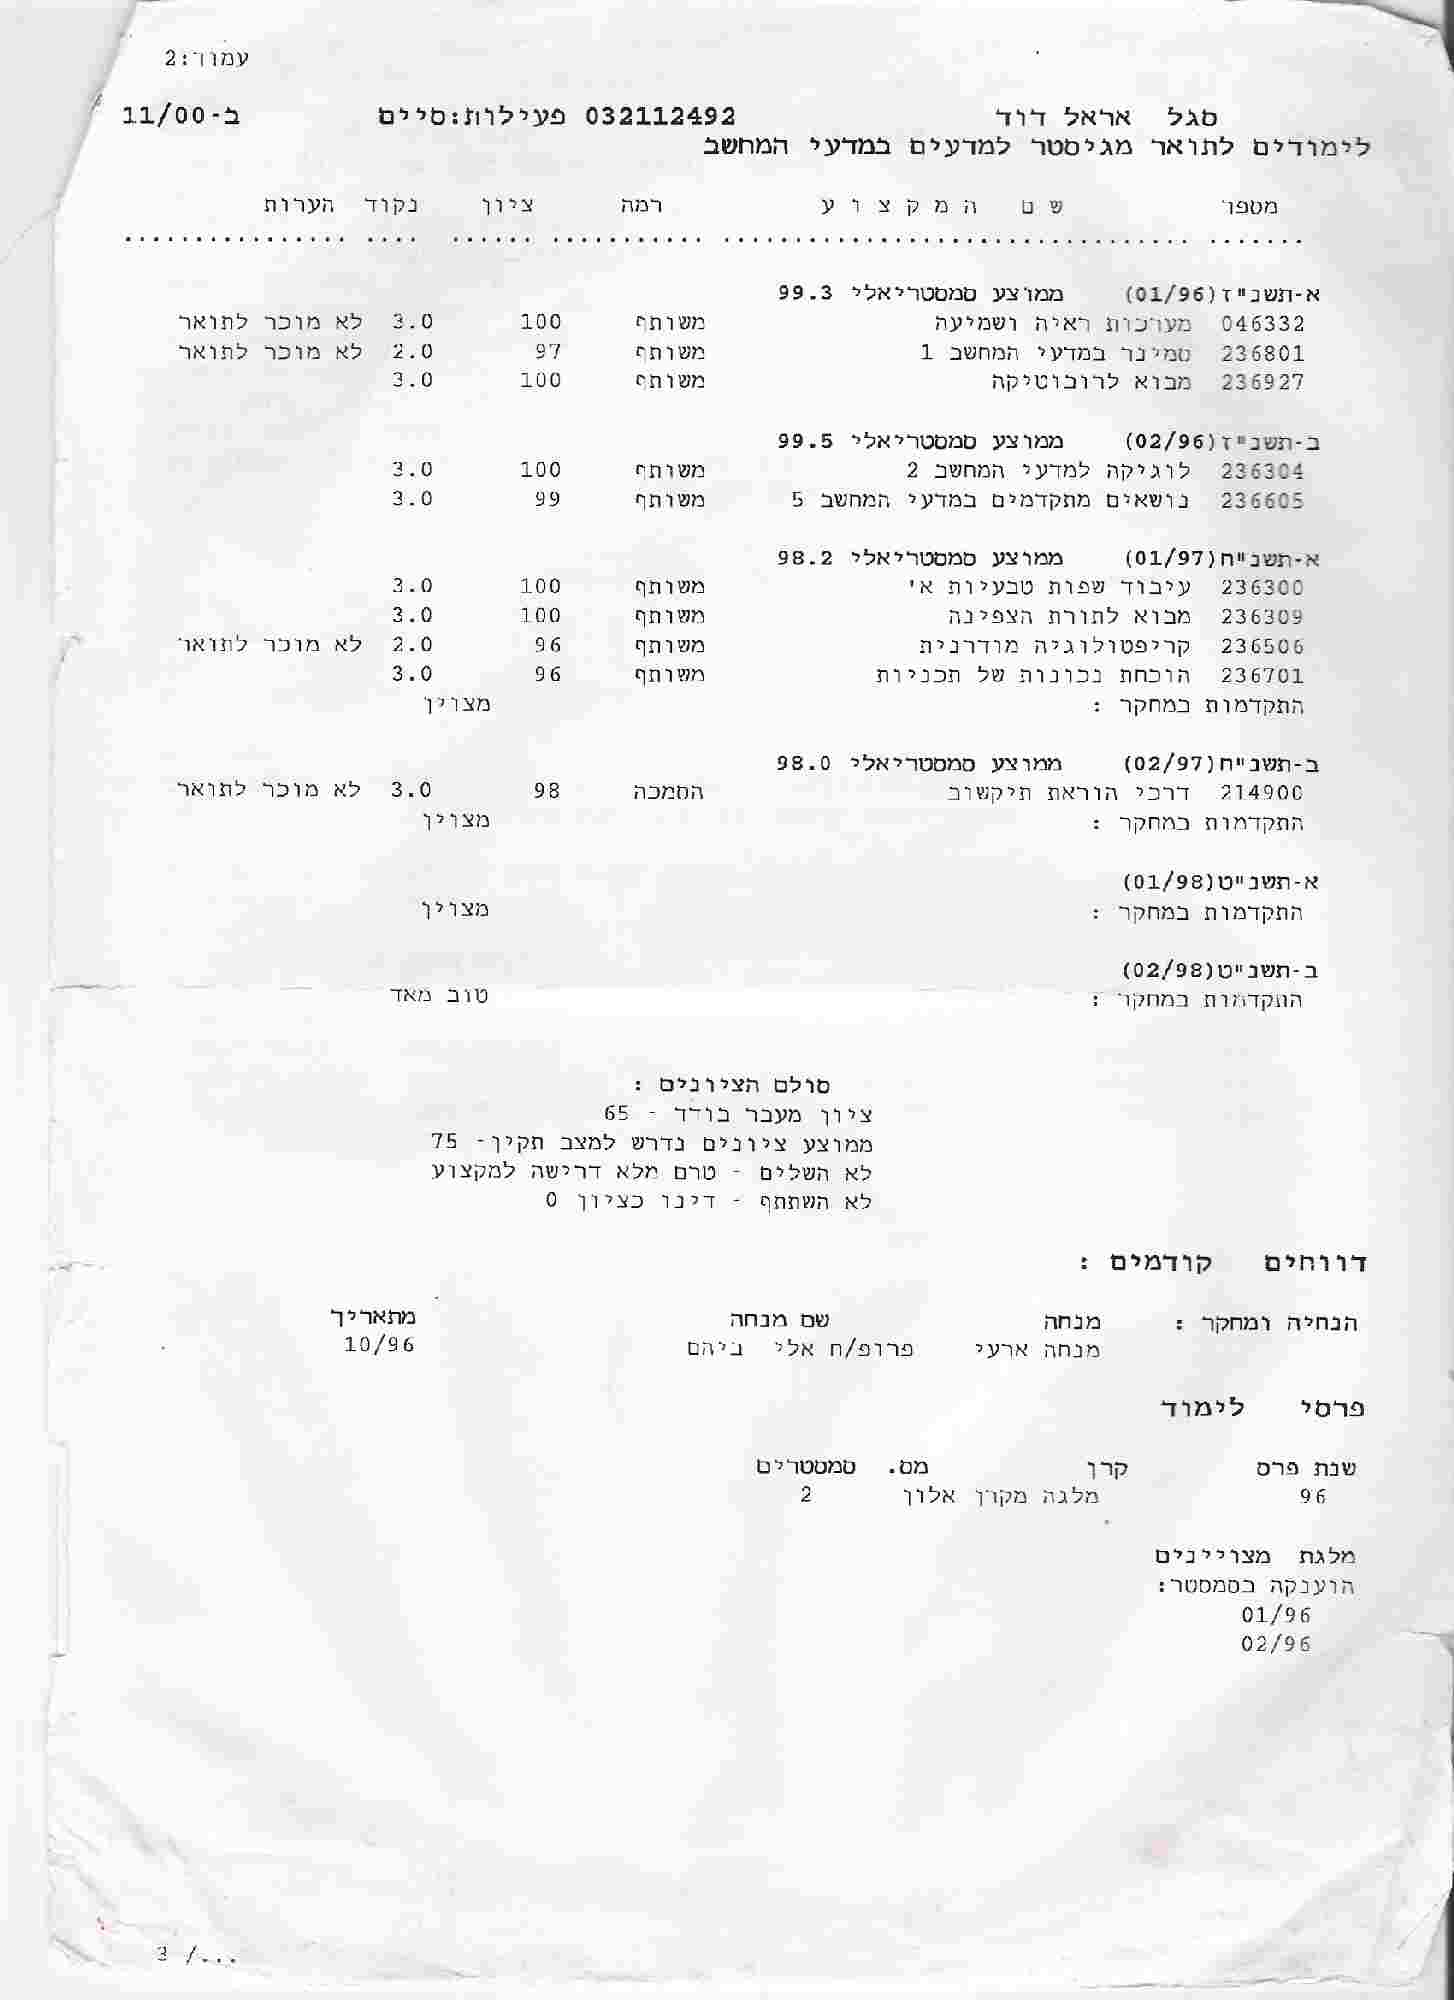 עמוד:2
סגל אראל דוד 032112492 פעילות:סיים ב-11/00
לימודים לתואר מגיסטר למדעים במדעי המחשב
מספר שם המקצוע רמה ציון נקוד הערות
א-תשנ"ז(01/96) ממוצע סמסטריאלי 99.3
046332 מערכות ראיה ושמיעה משותף 100 3.0 לא מוכר לתואר
236801 סמינר במדעי המחשב 1 משותף 97 2.0 לא מוכר לתואר
236927 מבוא לרובוטיקה משותף 100 3.0
ב-תשנ"ז(02/96) ממוצע סמסטריאלי 99.5
236304 לוגיקה למדעי המחשב 2 משותף 100 3.0
236605 נושאים מתקדמים במדעי המחשב 5 משותף 99 3.0
א-תשנ"ח(01/97) ממוצע סמסטריאלי 98.2
236300 עיבוד שפות טבעיות א' משותף 100 3.0
236309 מבוא לתורת הצפינה משותף 100 3.0
236506 קריפטולוגיה מודרנית משותף 96 2.0 לא מוכר לתואר
236701 הוכחת נכונות של תכניות משותף 96 3.0
התקדמות במחקר : מצוין
ב-תשנ"ח(02/97) ממוצע סמסטריאלי 98.0
214900 דרכי הוראת תיקשוב הסמכה 98 3.0 לא מוכר לתואר
התקדמות במחקר : מצוין
א-תשנ"ט(01/98)
התקדמות במחקר : מצוין
ב-תשנ"ט(02/98)
התקדמות במחקר : טוב מאד
סולם הציונים :
ציון מעבר בודד - 65
ממוצע ציונים נדרש למצב תקין- 75
לא השלים - טרם מלא דרישה למקצוע
לא השתתף - דינו כציון 0
דווחים קודמים :
הנחיה ומחקר : מנחה שם מנחה מתאריך
מנחה ארעי פרופ/ח אלי ביהם 10/96
פרסי לימוד
שנת פרס קרן מס. סמסטרים
96 מלגה מקרן אלון 2
מלגת מצויינים
הוענקה בסמסטר:
01/96
02/96
3 /...